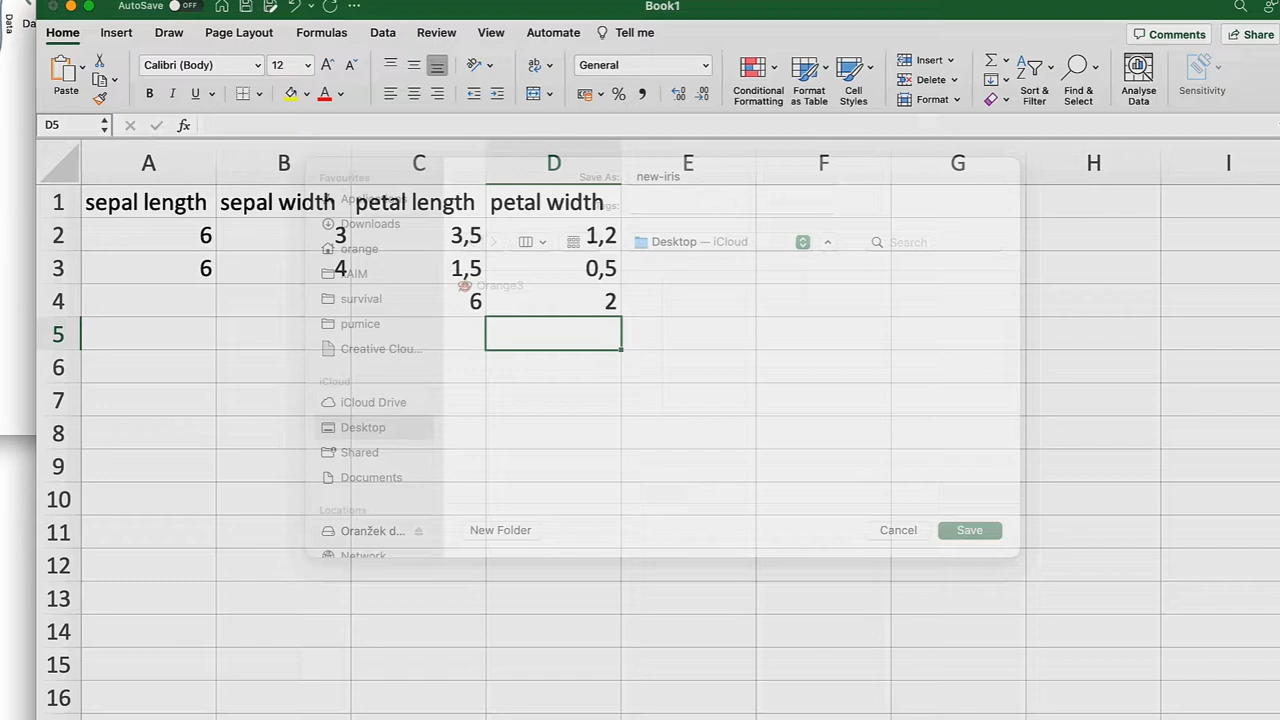 Data
Da
AutoSave OFF
Book1
Home Insert Draw Page Layout Formulas Data Review View Automate Tell me
Comments Share
Paste
Calibri (Body) 12
General
B I U
Conditional Formatting
Format as Table
Cell Styles
Insert
Delete
Format
Sort & Filter
Find & Select
Analyse Data
Sensitivity
D5
fx
A B C D E F G H I
1 sepal length sepal width petal length petal width
2 6 3 3,5 1,2
3 6 4 1,5 0,5
4 6 2
5
6
7
8
9
10
11
12
13
14
15
16
Favourites
Downloads
orange
survival
pumice
Creative Clou...
iCloud
iCloud Drive
Desktop
Shared
Documents
Locations
Oranžek d...
Network
Save As: new-iris
Desktop — iCloud
Search
Orange3
New Folder
Cancel
Save